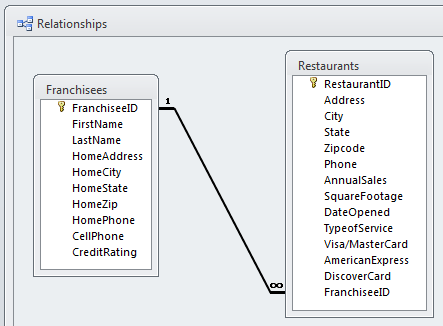 Relationships
Franchisees
FranchiseeID
FirstName
LastName
HomeAddress
HomeCity
HomeState
HomeZip
HomePhone
CellPhone
CreditRating
1
∞
Restaurants
RestaurantID
Address
City
State
Zipcode
Phone
AnnualSales
SquareFootage
DateOpened
TypeofService
Visa/MasterCard
AmericanExpress
DiscoverCard
FranchiseeID